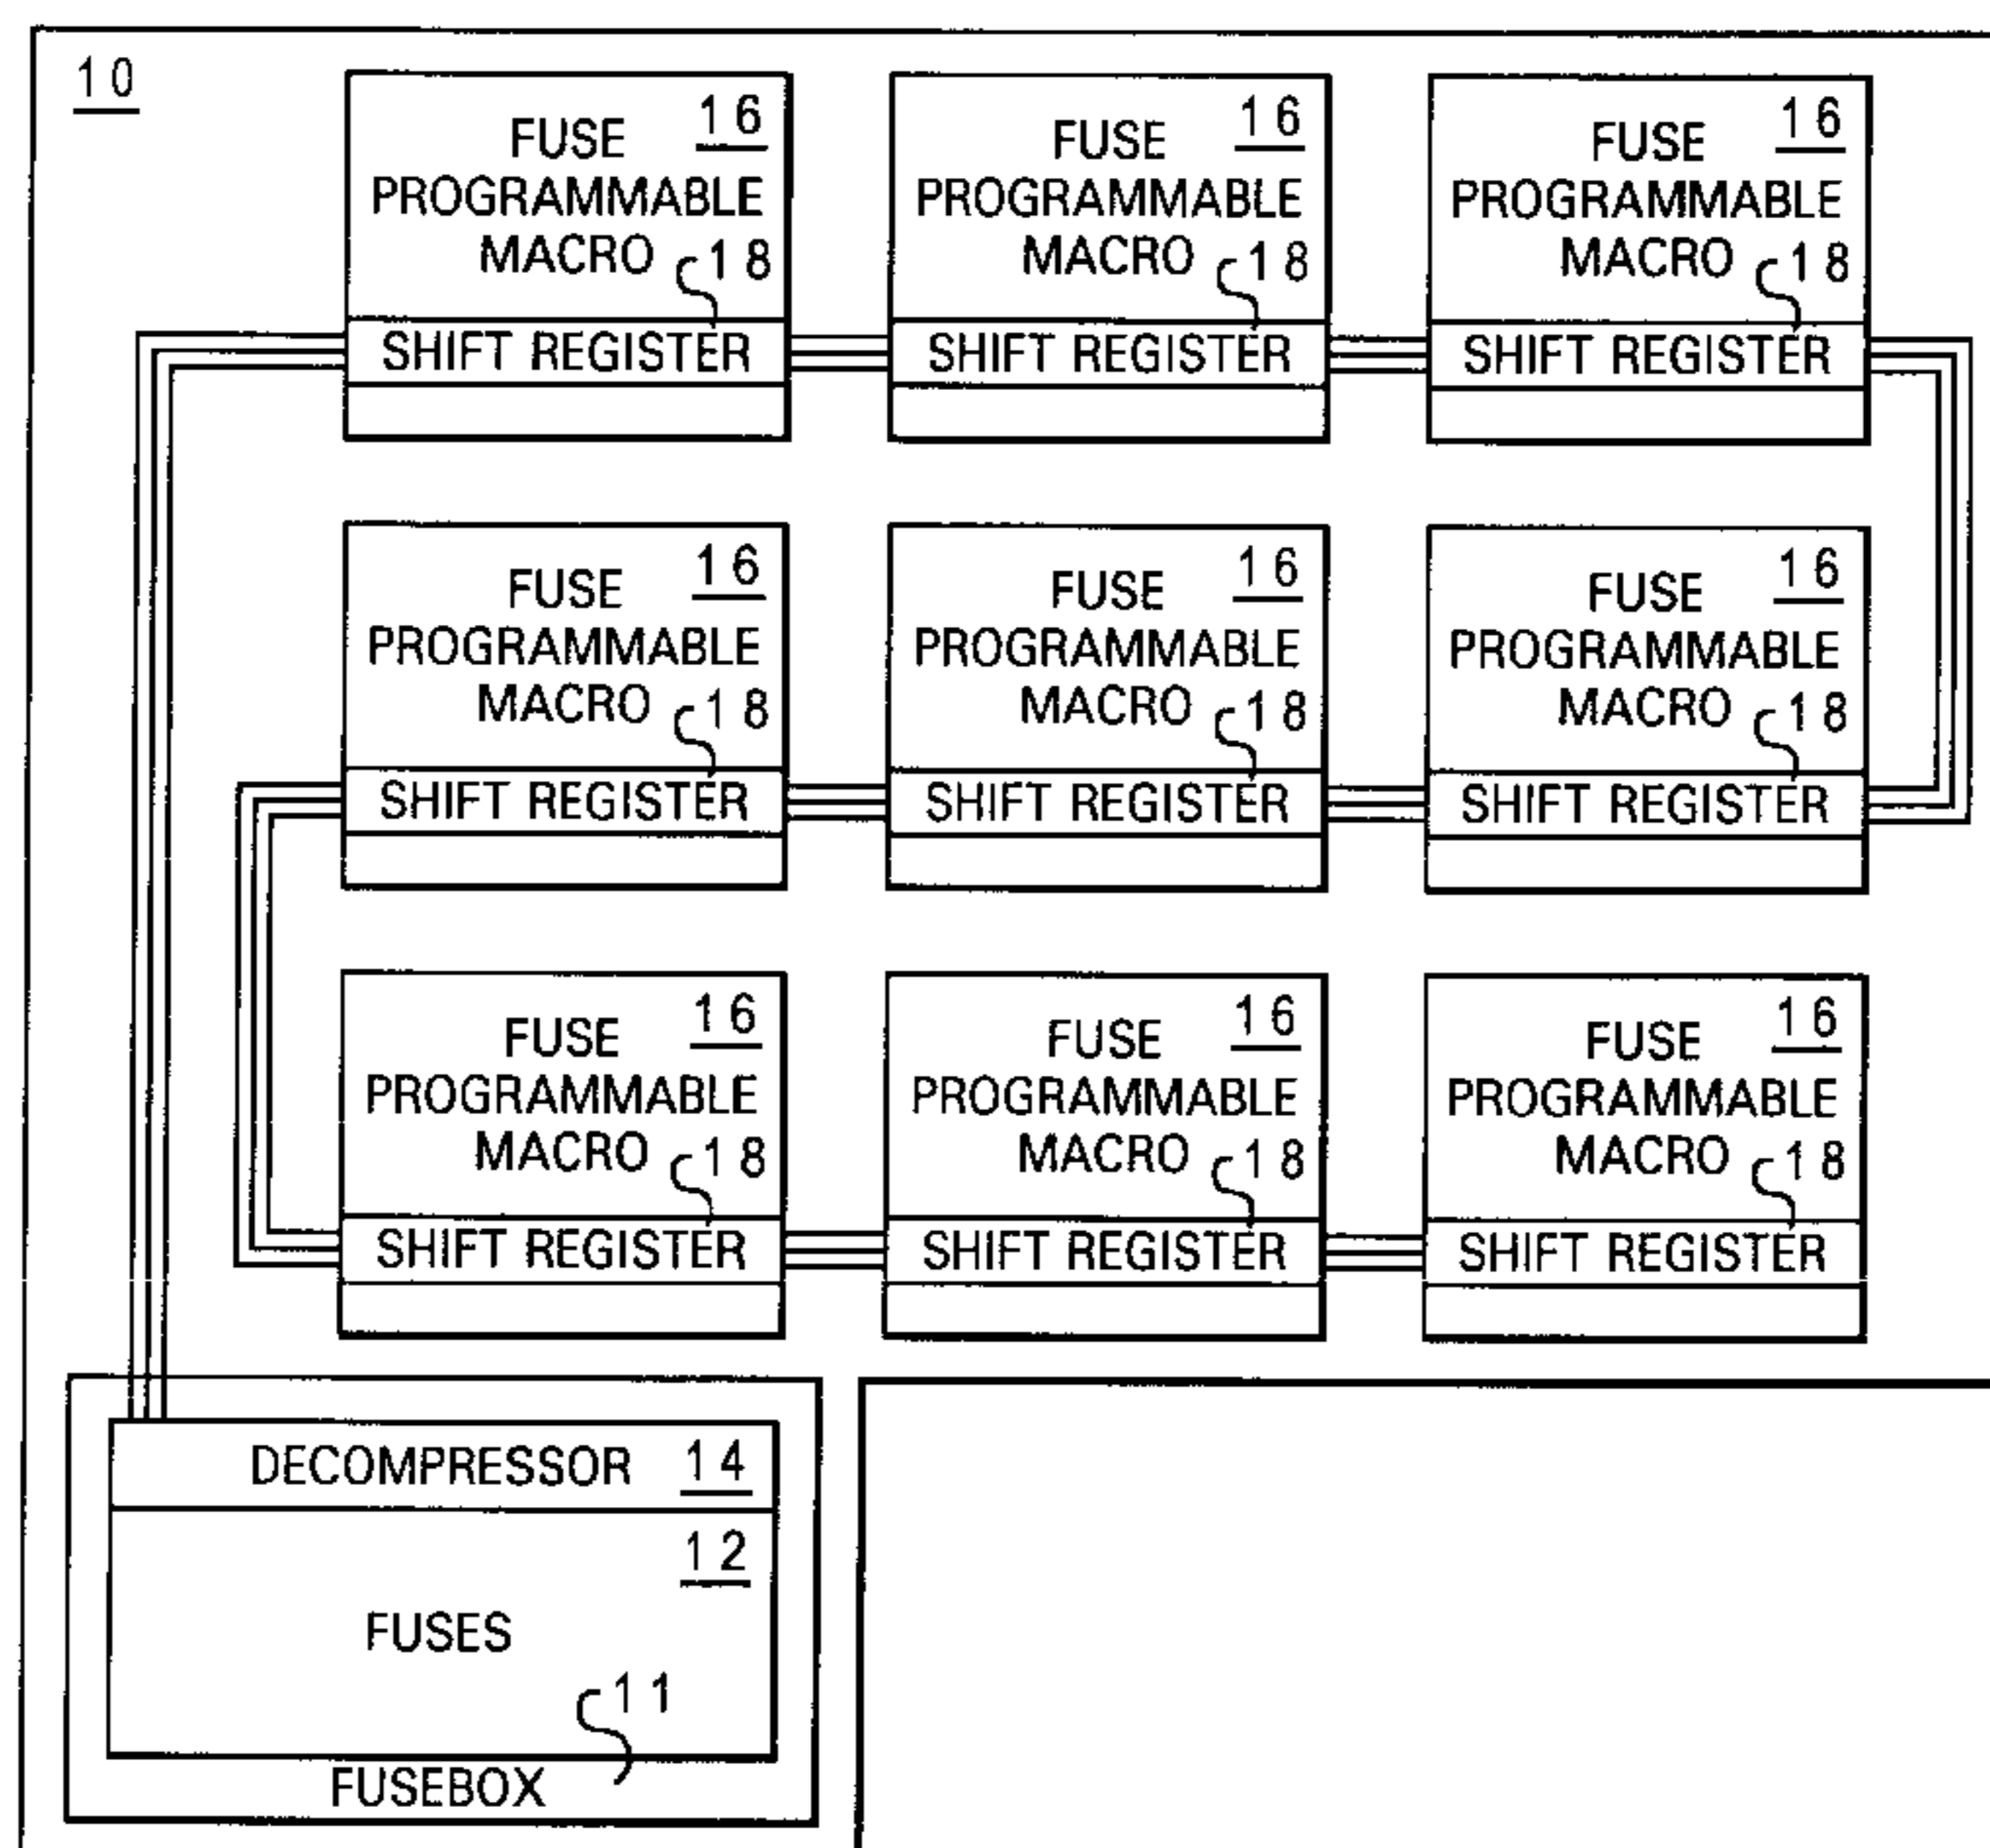 10
16
FUSE
PROGRAMMABLE
MACRO 18
SHIFT REGISTER
16
FUSE
PROGRAMMABLE
MACRO 18
SHIFT REGISTER
16
FUSE
PROGRAMMABLE
MACRO 18
SHIFT REGISTER
16
FUSE
PROGRAMMABLE
MACRO 18
SHIFT REGISTER
16
FUSE
PROGRAMMABLE
MACRO 18
SHIFT REGISTER
16
FUSE
PROGRAMMABLE
MACRO 18
SHIFT REGISTER
16
FUSE
PROGRAMMABLE
MACRO 18
SHIFT REGISTER
16
FUSE
PROGRAMMABLE
MACRO 18
SHIFT REGISTER
16
FUSE
PROGRAMMABLE
MACRO 18
SHIFT REGISTER
DECOMPRESSOR 14
12
FUSES
11
FUSEBOX